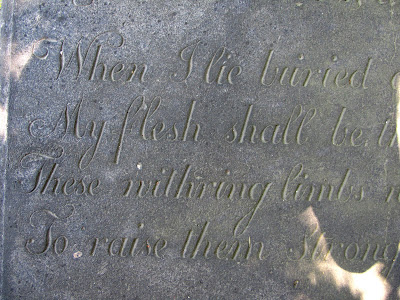 When I lie buried
My flesh shall be
These withring limbs
To raise them strong